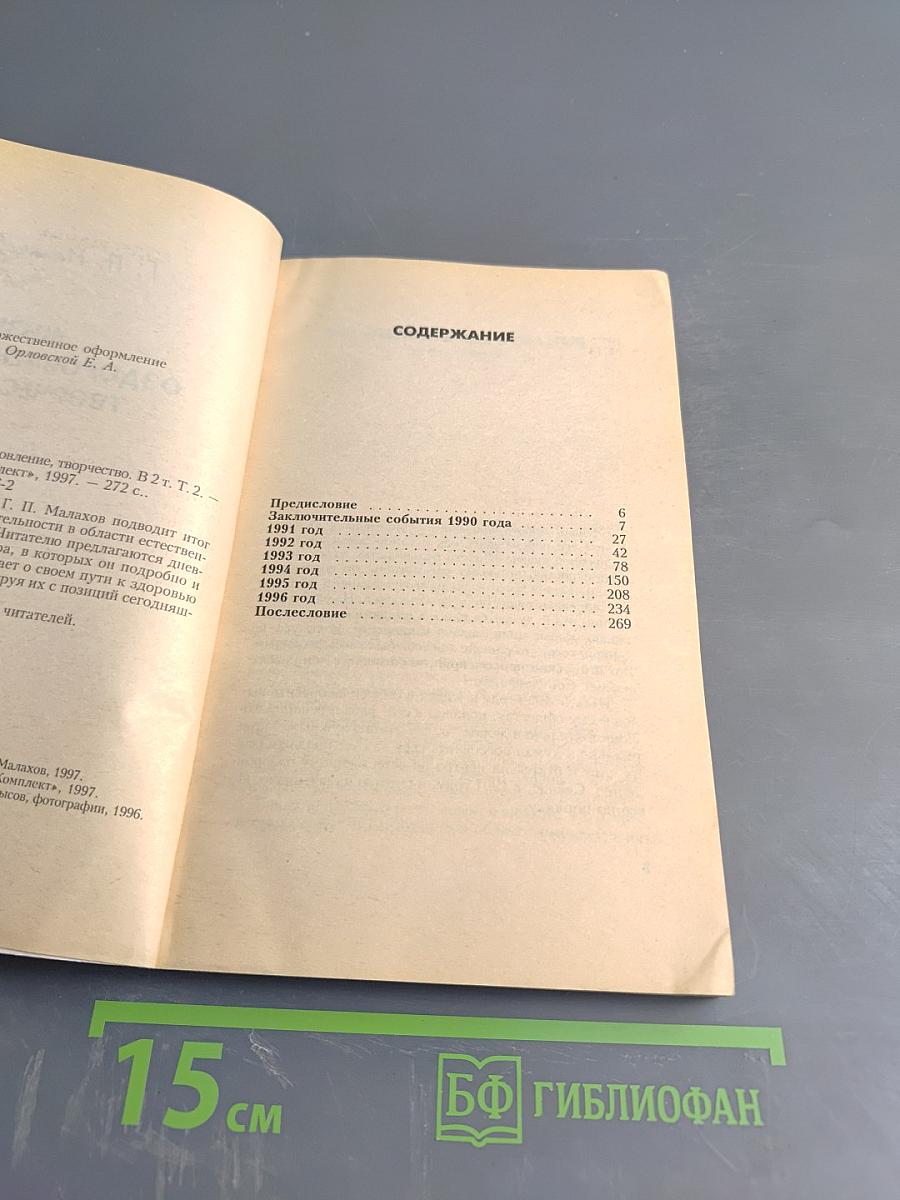 жественное оформление
Орловской Е. А.
овление, творчество. В 2 т. Т. 2. —
лект», 1997. — 272 с..
-2
Г. П. Малахов подводит итог
тельности в области естествен-
Читателю предлагаются днев-
ра, в которых он подробно и
ает о своем пути к здоровью
руя их с позиций сегодняш-
читателей.
Малахов, 1997.
Комплект», 1997.
ысов, фотографии, 1996.
СОДЕРЖАНИЕ
Предисловие . . . . . . . . . . . . . . . . . . . . . . . . . . . 6
Заключительные события 1990 года . . . . . . . . . 7
1991 год . . . . . . . . . . . . . . . . . . . . . . . . . . . . . . 27
1992 год . . . . . . . . . . . . . . . . . . . . . . . . . . . . . . 42
1993 год . . . . . . . . . . . . . . . . . . . . . . . . . . . . . . 78
1994 год . . . . . . . . . . . . . . . . . . . . . . . . . . . . . . 150
1995 год . . . . . . . . . . . . . . . . . . . . . . . . . . . . . . 208
1996 год . . . . . . . . . . . . . . . . . . . . . . . . . . . . . . 234
Послесловие . . . . . . . . . . . . . . . . . . . . . . . . . . . 269
15 см
БФ ГИБЛИОФАН